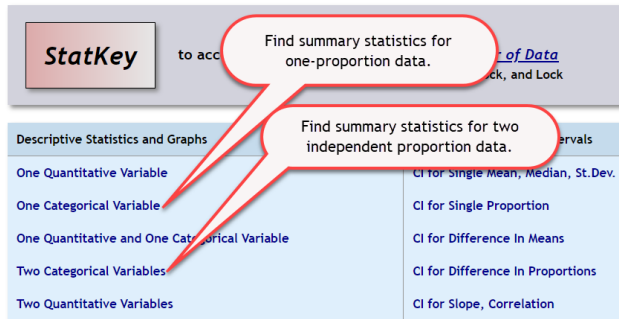 StatKey
to acc
r of Data
ck, and Lock
Find summary statistics for
one-proportion data.
Find summary statistics for two
independent proportion data.
Descriptive Statistics and Graphs
ervals
One Quantitative Variable
CI for Single Mean, Median, St.Dev.
One Categorical Variable
CI for Single Proportion
One Quantitative and One Categorical Variable
CI for Difference In Means
Two Categorical Variables
CI for Difference In Proportions
Two Quantitative Variables
CI for Slope, Correlation